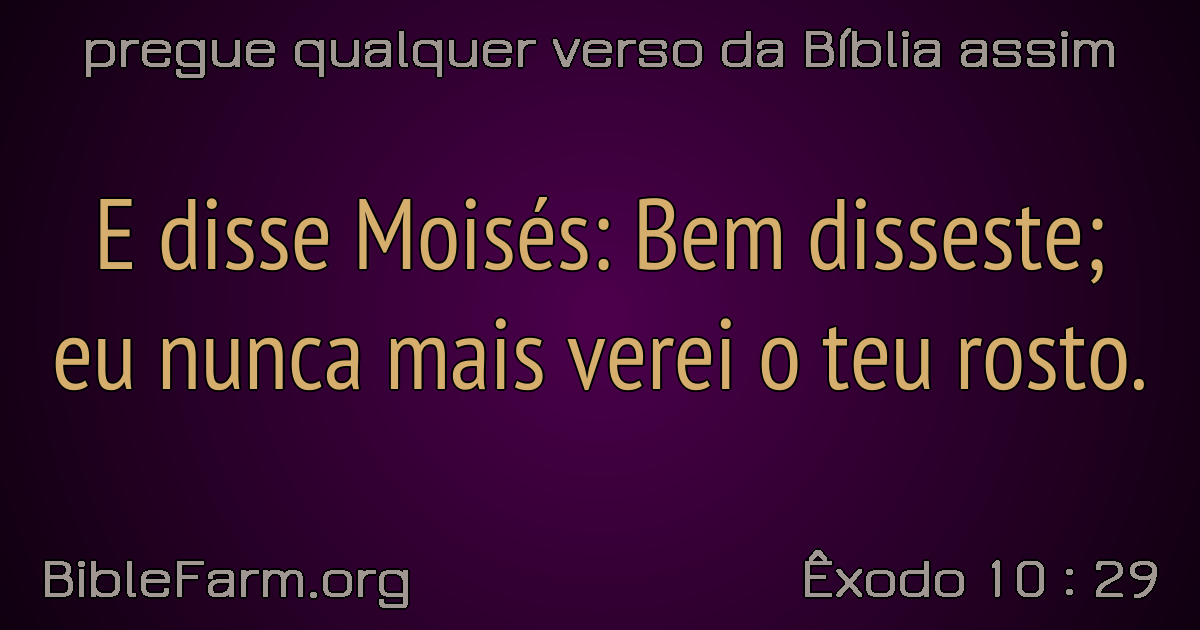 pregue qualquer verso da Bíblia assim
E disse Moisés: Bem disseste;
eu nunca mais verei o teu rosto.
BibleFarm.org
Êxodo 10 : 29